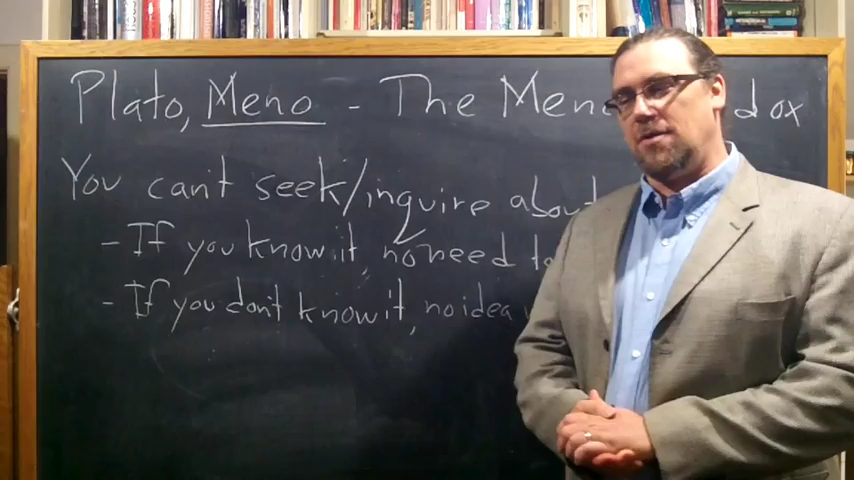 Plato, Meno - The Meno dox
You can't seek/inquire about
- If you know it, no need to
- If you don't know it, no idea